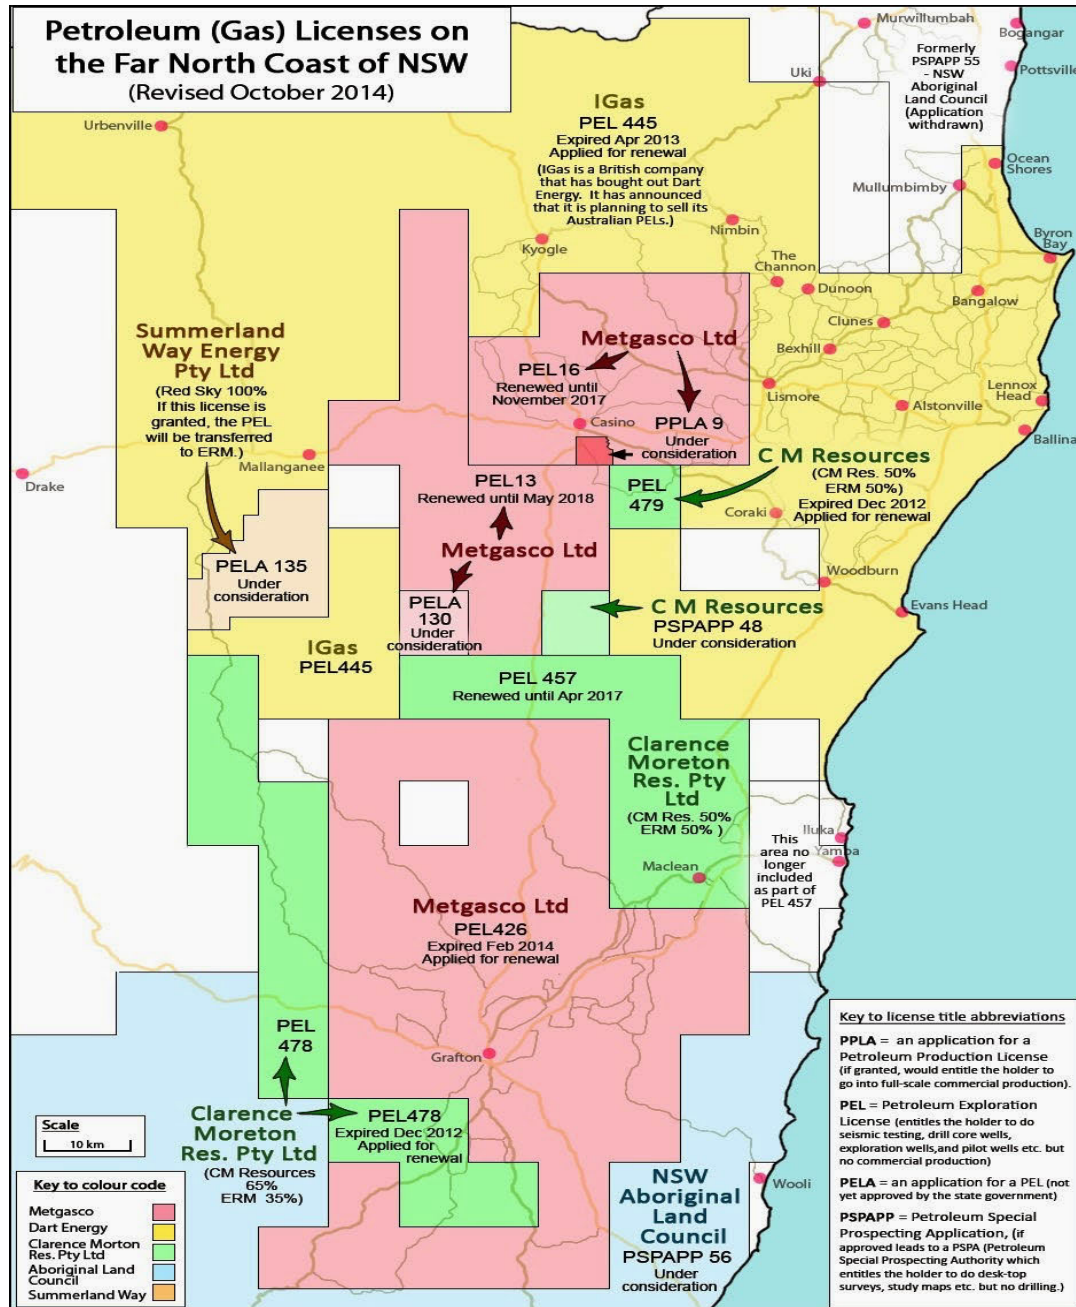 Petroleum (Gas) Licenses on
the Far North Coast of NSW
(Revised October 2014)
Murwillumbah
Bogangar
Uki
Pottsville
Formerly
PSPAPP 55
- NSW
Aboriginal
Land Council
(Application
withdrawn)
Urbenville
IGas
PEL 445
Expired Apr 2013
Applied for renewal
(IGas is a British company
that has bought out Dart
Energy. It has announced
that it is planning to sell its
Australian PELs.)
Ocean
Shores
Mullumbimby
Nimbin
Kyogle
Byron
Bay
The
Channon
Dunoon
Bangalow
Clunes
Bexhill
Lismore
Alstonville
Lennox
Head
Ballina
Summerland
Way Energy
Pty Ltd
(Red Sky 100%
If this license is
granted, the PEL
will be transferred
to ERM.)
Metgasco Ltd
PEL16
Renewed until
November 2017
Casino
PPLA 9
Under
consideration
Mallanganee
Drake
C M Resources
(CM Res. 50%
ERM 50%)
Expired Dec 2012
Applied for renewal
PEL13
Renewed until May 2018
PEL
479
Coraki
Metgasco Ltd
PELA 135
Under
consideration
PELA
130
Under
consideration
Woodburn
Evans Head
C M Resources
PSPAPP 48
Under consideration
IGas
PEL445
PEL 457
Renewed until Apr 2017
Clarence
Moreton
Res. Pty
Ltd
(CM Res. 50%
ERM 50% )
Iluka
Yamba
This
area no
longer
included
as part of
PEL 457
Maclean
Metgasco Ltd
PEL426
Expired Feb 2014
Applied for renewal
PEL
478
Grafton
Clarence
Moreton
Res. Pty Ltd
(CM Resources
65%
ERM 35%)
PEL478
Expired Dec 2012
Applied for
renewal
NSW
Aboriginal
Land
Council
PSPAPP 56
Under
consideration
Wooli
Scale
10 km
Key to colour code
Metgasco
Dart Energy
Clarence Morton
Res. Pty Ltd
Aboriginal Land
Council
Summerland Way
Key to license title abbreviations
PPLA = an application for a
Petroleum Production License
(if granted, would entitle the holder to
go into full-scale commercial production).
PEL = Petroleum Exploration
License (entitles the holder to do
seismic testing, drill core wells,
exploration wells,and pilot wells etc. but
no commercial production)
PELA = an application for a PEL (not
yet approved by the state government)
PSPAPP = Petroleum Special
Prospecting Application, (if
approved leads to a PSPA (Petroleum
Special Prospecting Authority which
entitles the holder to do desk-top
surveys, study maps etc. but no drilling.)